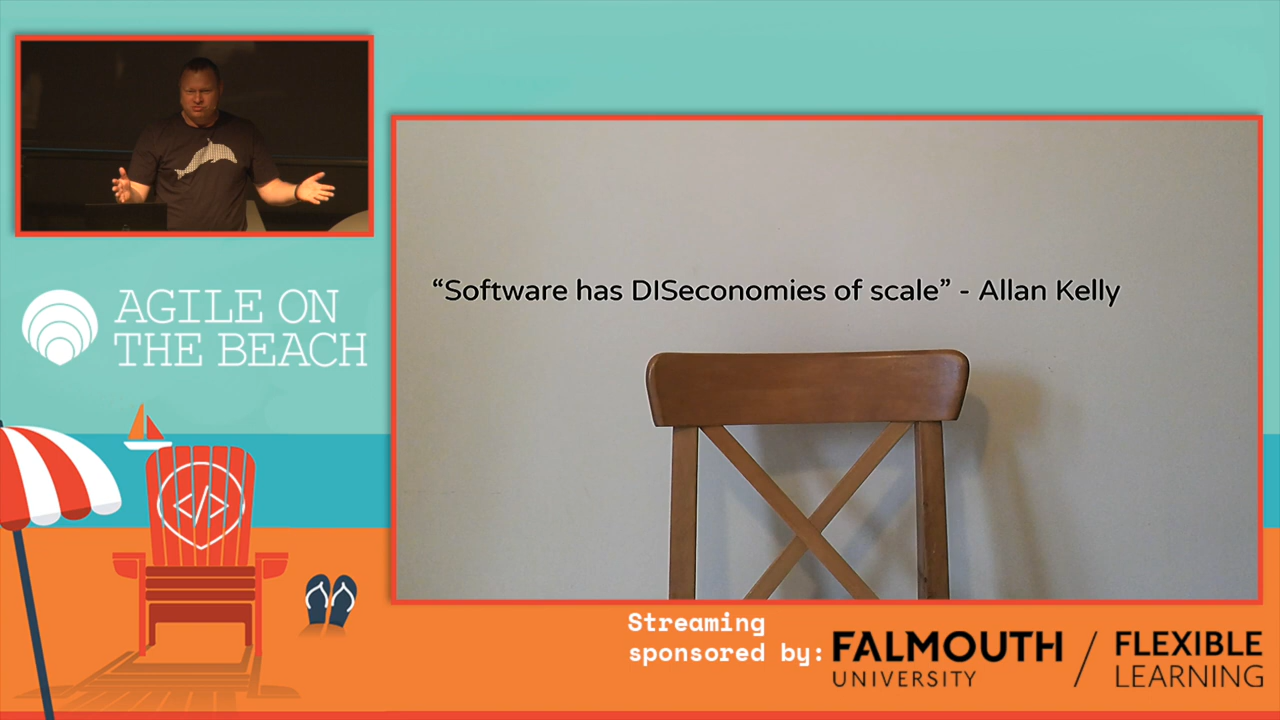 AGILE ON
THE BEACH
</>
“Software has DISeconomies of scale” - Allan Kelly
Streaming
sponsored by:
FALMOUTH
UNIVERSITY
/
FLEXIBLE
LEARNING